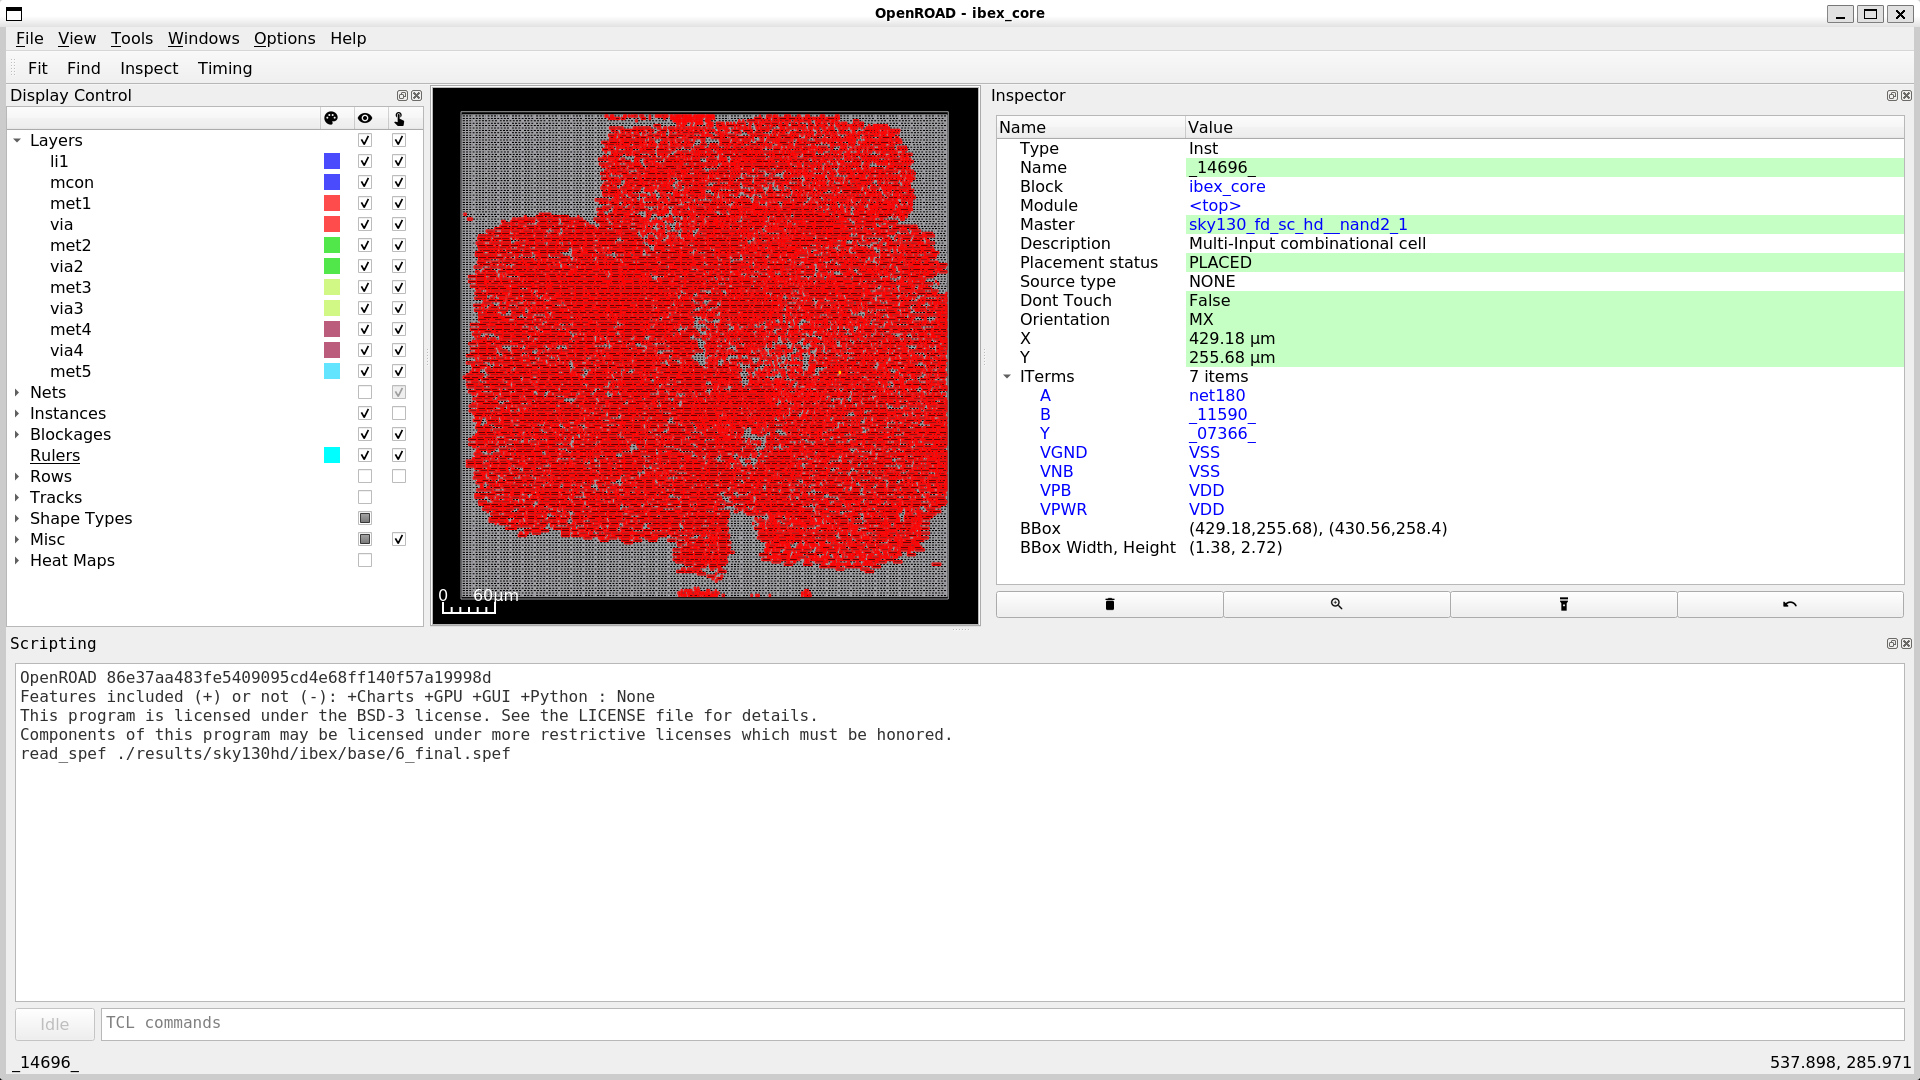 OpenROAD - ibex_core
File View Tools Windows Options Help
Fit Find Inspect Timing
Display Control
Layers
li1
mcon
met1
via
met2
via2
met3
via3
met4
via4
met5
Nets
Instances
Blockages
Rulers
Rows
Tracks
Shape Types
Misc
Heat Maps
0 60μm
Inspector
Name Value
Type Inst
Name _14696_
Block ibex_core
Module <top>
Master sky130_fd_sc_hd__nand2_1
Description Multi-Input combinational cell
Placement status PLACED
Source type NONE
Dont Touch False
Orientation MX
X 429.18 μm
Y 255.68 μm
ITerms 7 items
A net180
B _11590_
Y _07366_
VGND VSS
VNB VSS
VPB VDD
VPWR VDD
BBox (429.18,255.68), (430.56,258.4)
BBox Width, Height (1.38, 2.72)
Scripting
OpenROAD 86e37aa483fe5409095cd4e68ff140f57a19998d
Features included (+) or not (-): +Charts +GPU +GUI +Python : None
This program is licensed under the BSD-3 license. See the LICENSE file for details.
Components of this program may be licensed under more restrictive licenses which must be honored.
read_spef ./results/sky130hd/ibex/base/6_final.spef
Idle TCL commands
_14696_ 537.898, 285.971